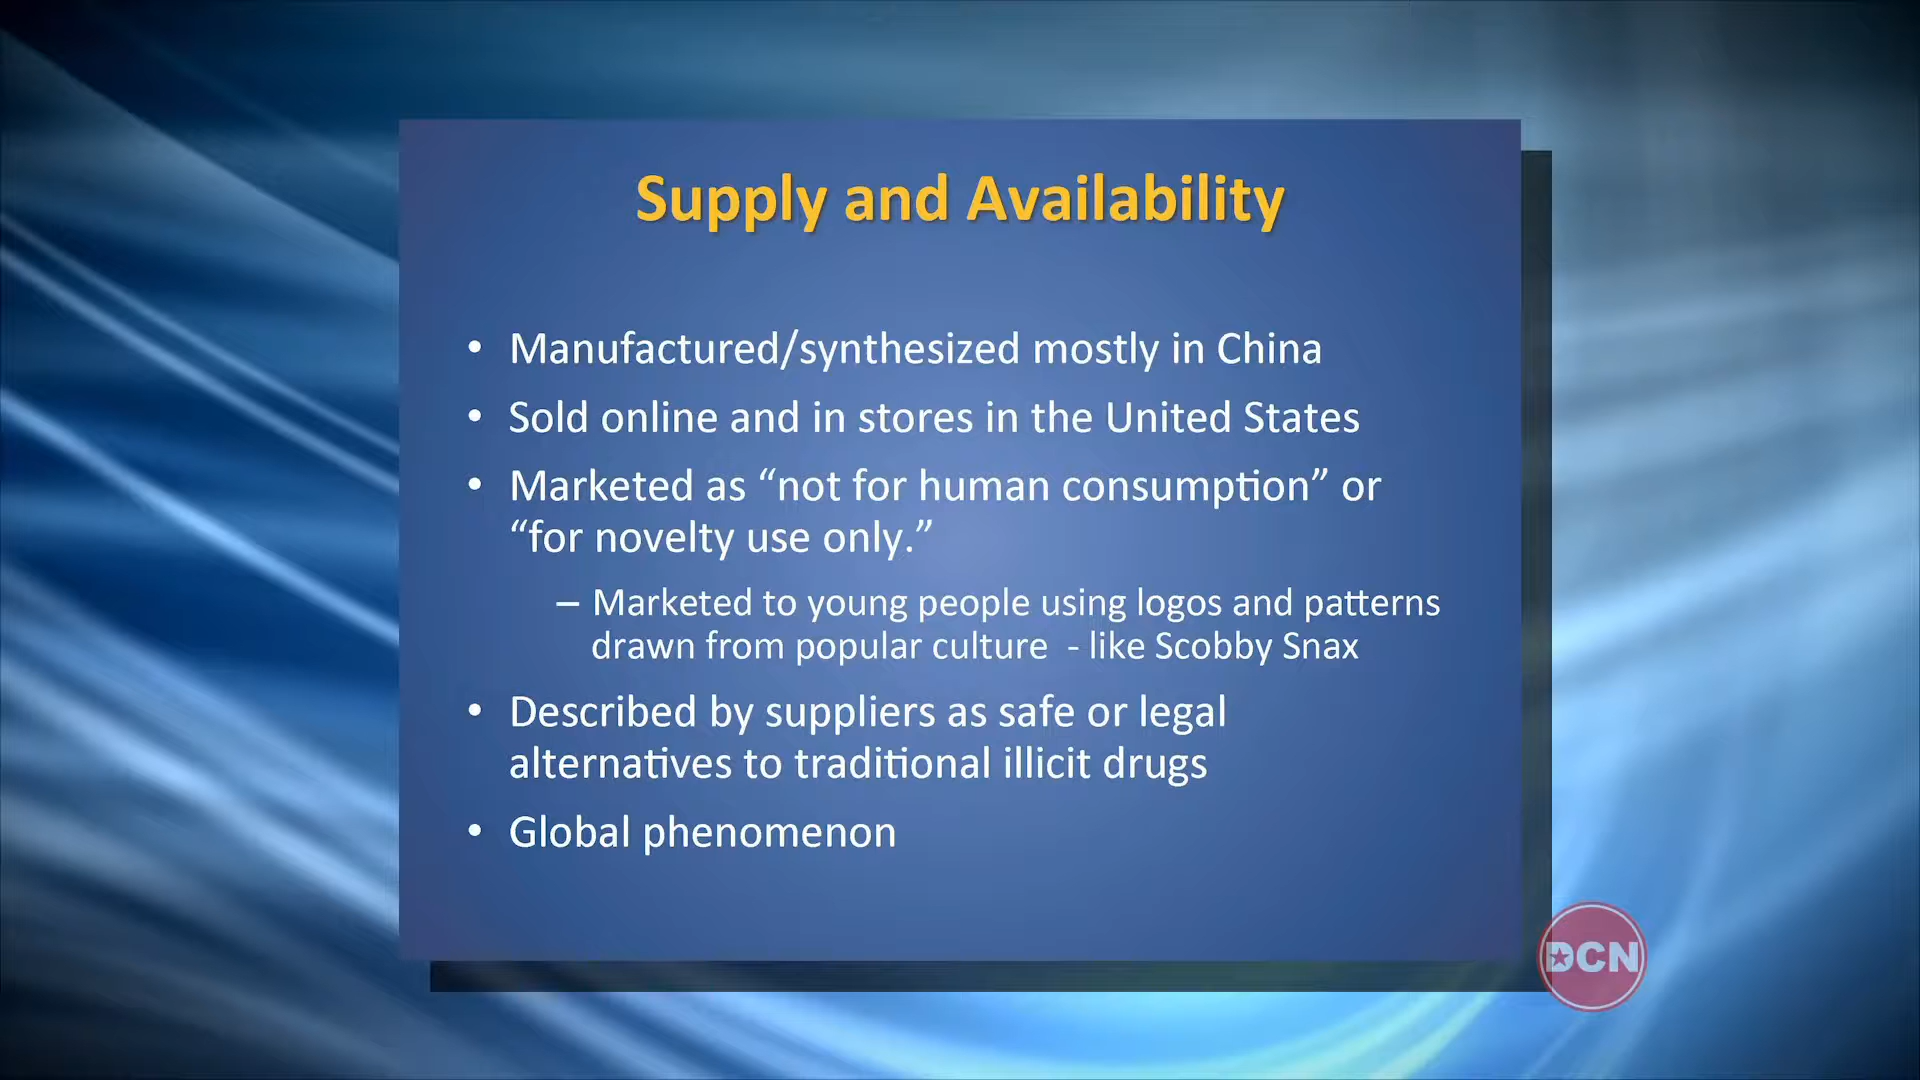 Supply and Availability
• Manufactured/synthesized mostly in China
• Sold online and in stores in the United States
• Marketed as “not for human consumption” or
“for novelty use only.”
– Marketed to young people using logos and patterns
drawn from popular culture  - like Scobby Snax
• Described by suppliers as safe or legal
alternatives to traditional illicit drugs
• Global phenomenon
DCN